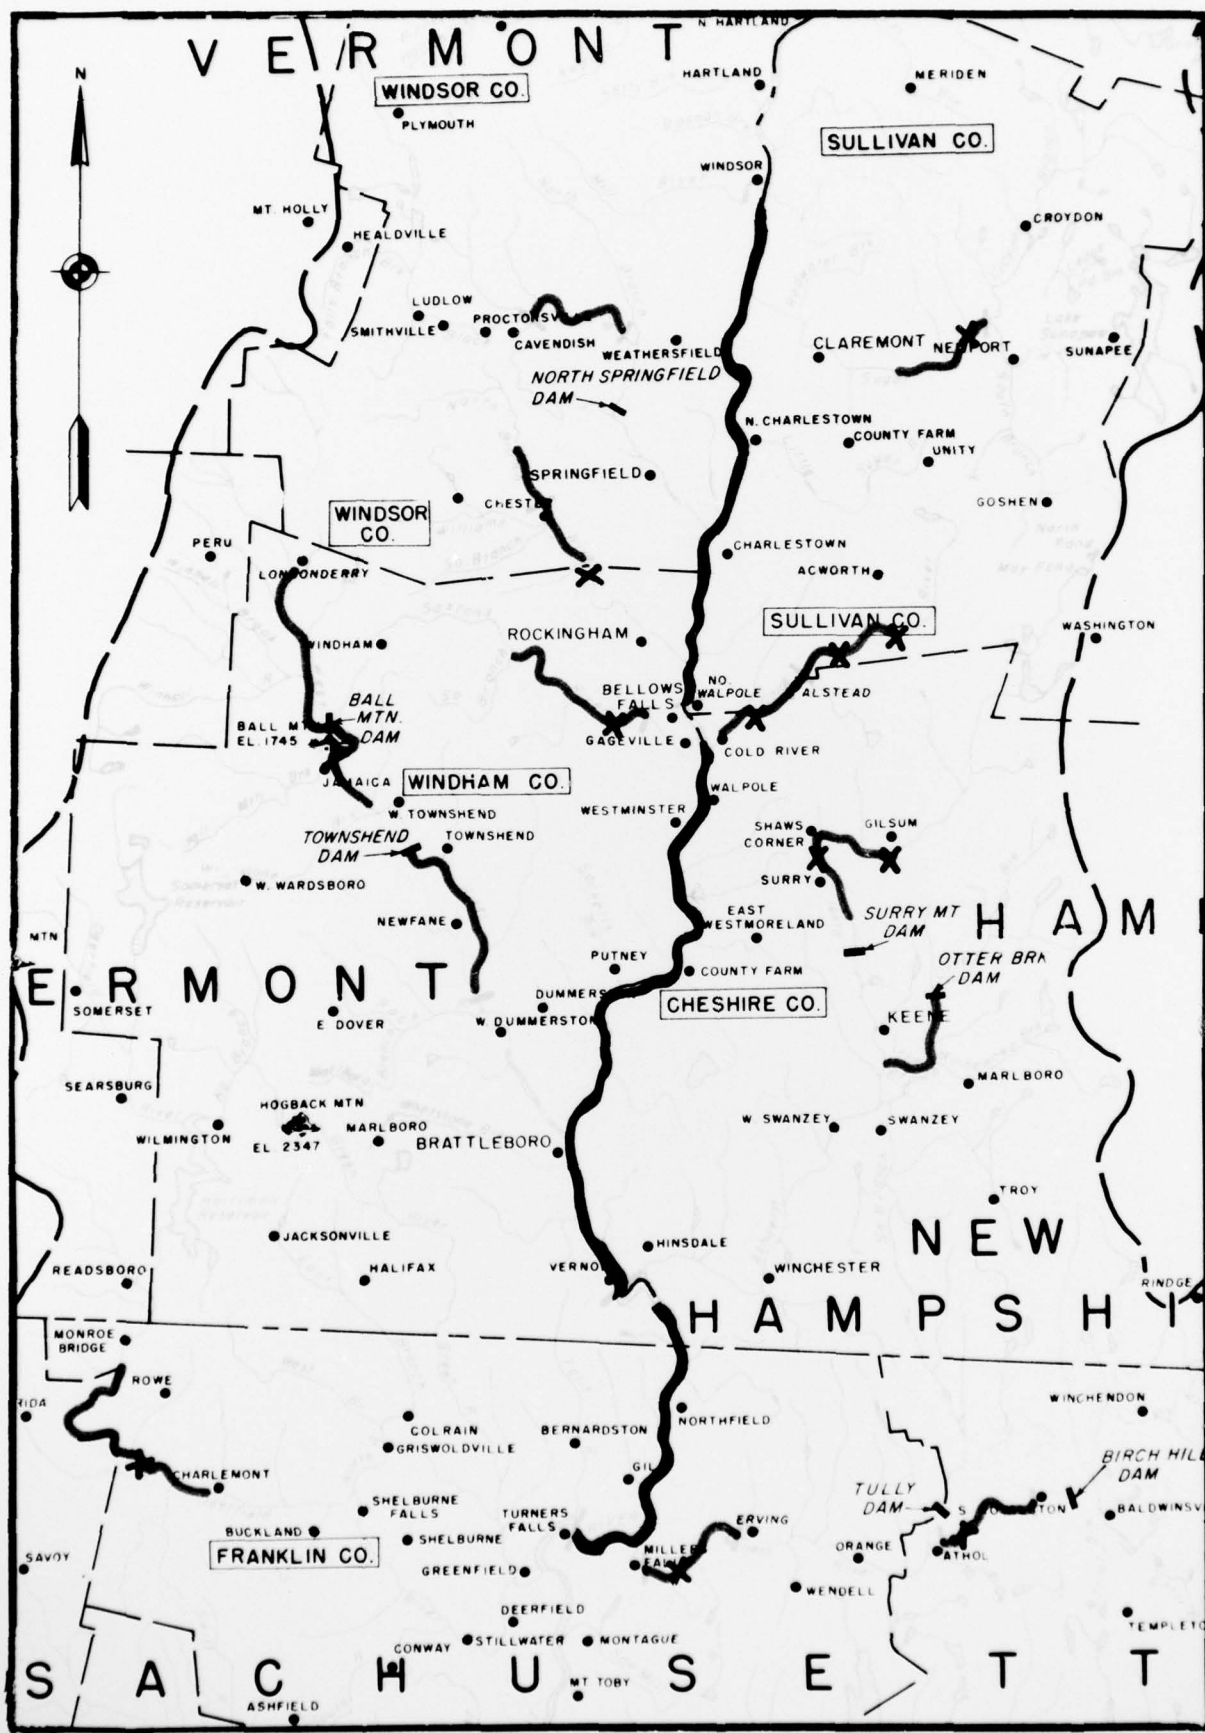 N HARTLAND
VERMONT
HARTLAND
MERIDEN
WINDSOR CO.
PLYMOUTH
SULLIVAN CO.
N
WINDSOR
MT. HOLLY
HEALDVILLE
CROYDON
LUDLOW
SMITHVILLE
PROCTORSVILLE
CAVENDISH
WEATHERSFIELD
CLAREMONT
NEWPORT
SUNAPEE
NORTH SPRINGFIELD
DAM
N. CHARLESTOWN
COUNTY FARM
UNITY
SPRINGFIELD
CHESTE
GOSHEN
WINDSOR
CO.
PERU
CHARLESTOWN
LONDONDERRY
ACWORTH
SULLIVAN CO.
WASHINGTON
ROCKINGHAM
WINDHAM
BELLOWS
FALLS
NO.
WALPOLE
ALSTEAD
BALL
MTN.
DAM
BALL M
EL. 1745
GAGEVILLE
COLD RIVER
JAMAICA
WINDHAM CO.
WALPOLE
W. TOWNSHEND
WESTMINSTER
SHAWS
CORNER
GILSUM
TOWNSHEND
DAM
TOWNSHEND
SURRY
W. WARDSBORO
EAST
WESTMORELAND
SURRY MT
DAM
NEWFANE
HAM
MTN
PUTNEY
COUNTY FARM
OTTER BRK
DAM
ERMONT
SOMERSET
DUMMERS
CHESHIRE CO.
E DOVER
W. DUMMERSTON
KEENE
SEARSBURG
MARLBORO
HOGBACK MTN
EL 2347
WILMINGTON
MARLBORO
BRATTLEBORO
W SWANZEY
SWANZEY
TROY
JACKSONVILLE
HINSDALE
NEW
READSBORO
HALIFAX
VERNO
WINCHESTER
RINDGE
HAMPSHI
MONROE
BRIDGE
ROWE
RIDA
WINCHENDON
COLRAIN
BERNARDSTON
NORTHFIELD
GRISWOLDVILLE
BIRCH HILL
DAM
CHARLEMONT
GIL
TULLY
DAM
SHELBURNE
FALLS
TURNERS
FALLS
ERVING
BALDWINSV
BUCKLAND
SHELBURNE
FRANKLIN CO.
MILLER
ORANGE
ATHOL
SAVOY
GREENFIELD
WENDELL
DEERFIELD
TEMPLETO
CONWAY
STILLWATER
MONTAGUE
SACHUSETT
MT TOBY
ASHFIELD